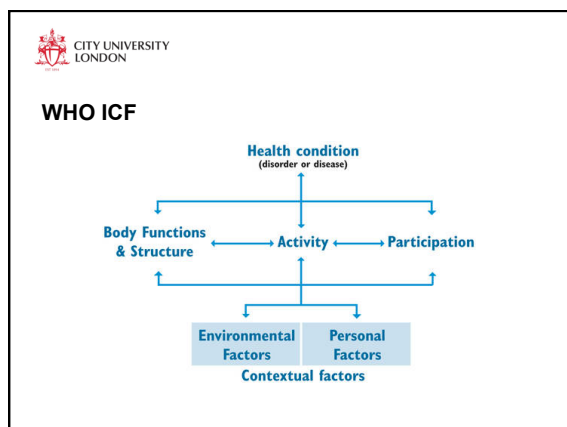 CITY UNIVERSITY
LONDON
WHO ICF
Health condition
(disorder or disease)
Body Functions
& Structure
Activity
Participation
Environmental
Factors
Personal
Factors
Contextual factors